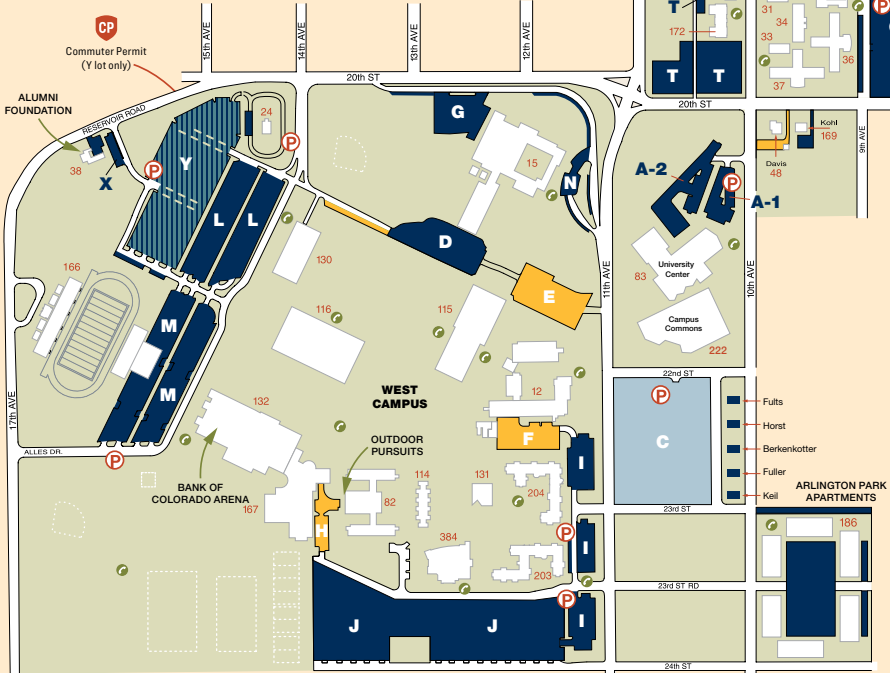 CP
Commuter Permit
(Y lot only)
15th AVE
14th AVE
13th AVE
12th AVE
20th ST
T
172
T
T
20th ST
31
34
33
36
37
P
ALUMNI
FOUNDATION
RESERVOIR ROAD
38
X
P
Y
24
P
G
15
N
A-2
P
A-1
Davis
48
Kohl
169
9th AVE
L
L
130
D
E
11th AVE
83
University
Center
10th AVE
Campus
Commons
222
22nd ST
166
M
M
116
115
17th AVE
132
WEST
CAMPUS
12
F
P
C
Fults
Horst
Berkenkotter
Fuller
Keil
ALLES DR.
P
BANK OF
COLORADO ARENA
OUTDOOR
PURSUITS
167
H
82
114
131
204
I
23rd ST
ARLINGTON PARK
APARTMENTS
186
384
203
P
I
23rd ST RD
P
I
J
J
24th ST